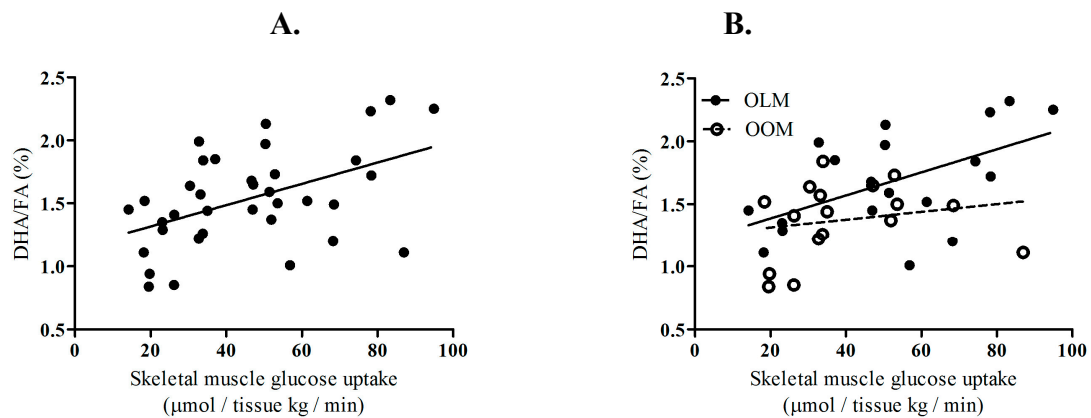 A.
2.5
2.0
1.5
1.0
0.5
DHA/FA (%)
0 20 40 60 80 100
Skeletal muscle glucose uptake
(μmol / tissue kg / min)
B.
2.5
2.0
1.5
1.0
0.5
DHA/FA (%)
OLM
OOM
0 20 40 60 80 100
Skeletal muscle glucose uptake
(μmol / tissue kg / min)